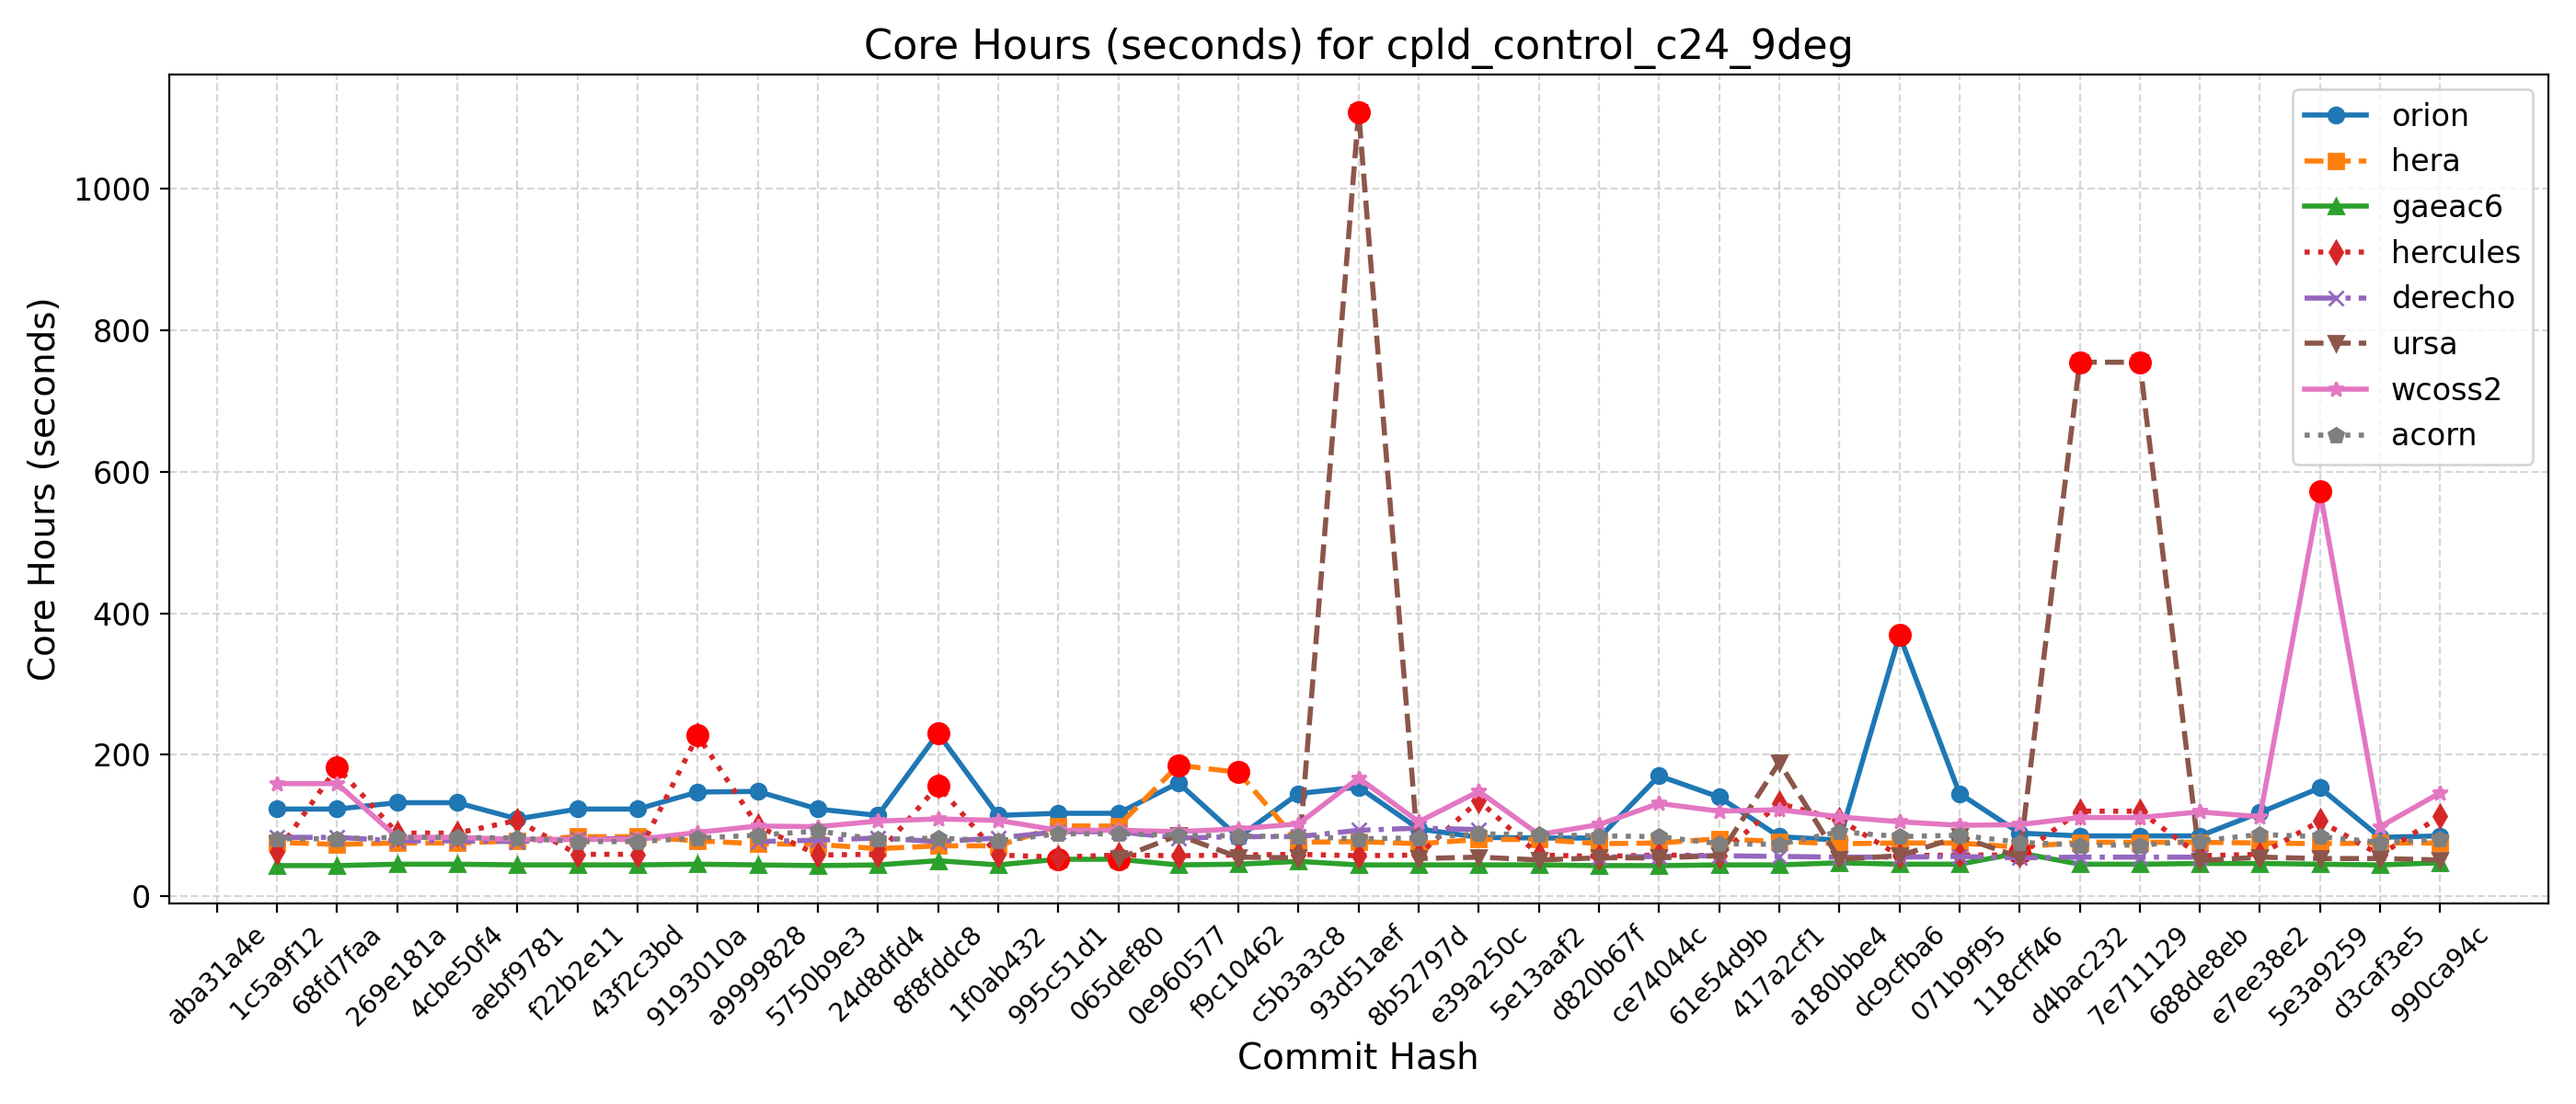 Core Hours (seconds) for cpld_control_c24_9deg
Core Hours (seconds)
1000
800
600
400
200
0
orion
hera
gaeac6
hercules
derecho
ursa
wcoss2
acorn
aba31a4e
1c5a9f12
68fd7faa
269e181a
4cbe50f4
aebf9781
f22b2e11
43f2c3bd
9193010a
a9999828
5750b9e3
24d8dfd4
8f8fddc8
1f0ab432
995c51d1
065def80
0e960577
f9c10462
c5b3a3c8
93d51aef
8b52797d
e39a250c
5e13aaf2
d820b67f
ce74044c
61e54d9b
417a2cf1
a180bbe4
dc9cfba6
071b9f95
118cff46
d4bac232
7e711129
688de8eb
e7ee38e2
5e3a9259
d3caf3e5
990ca94c
Commit Hash